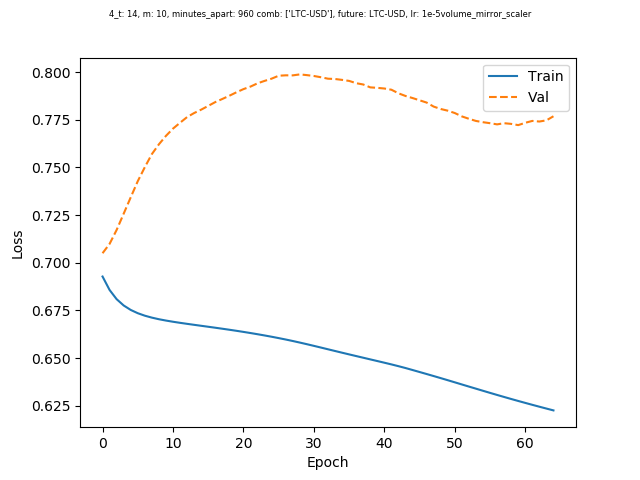 4_t: 14, m: 10, minutes_apart: 960 comb: ['LTC-USD'], future: LTC-USD, lr: 1e-5volume_mirror_scaler
Train
Val
0.800
0.775
0.750
0.725
0.700
0.675
0.650
0.625
Loss
0 10 20 30 40 50 60
Epoch